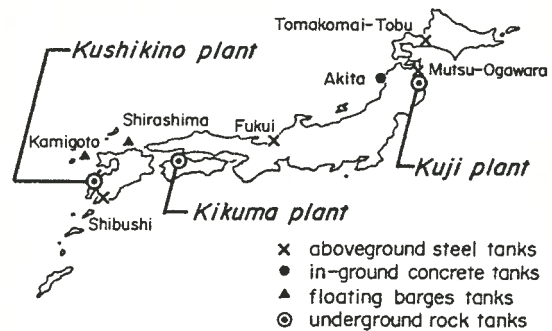 Tomakomai-Tobu
Kushikino plant
Mutsu-Ogawara
Akita
Shirashima
Fukui
Kamigoto
Kuji plant
Kikuma plant
Shibushi
× aboveground steel tanks
● in-ground concrete tanks
▲ floating barges tanks
◉ underground rock tanks